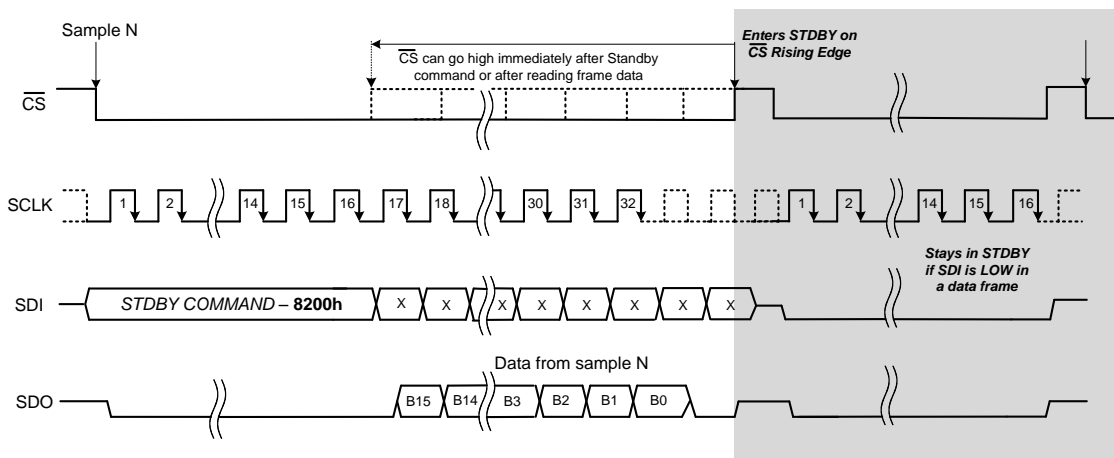 Sample N
CS can go high immediately after Standby
command or after reading frame data
Enters STDBY on
CS Rising Edge
CS
SCLK
1 2 14 15 16 17 18 30 31 32 1 2 14 15 16
Stays in STDBY
if SDI is LOW in
a data frame
SDI
STDBY COMMAND – 8200h
X X X X X X X X
Data from sample N
SDO
B15 B14 B3 B2 B1 B0